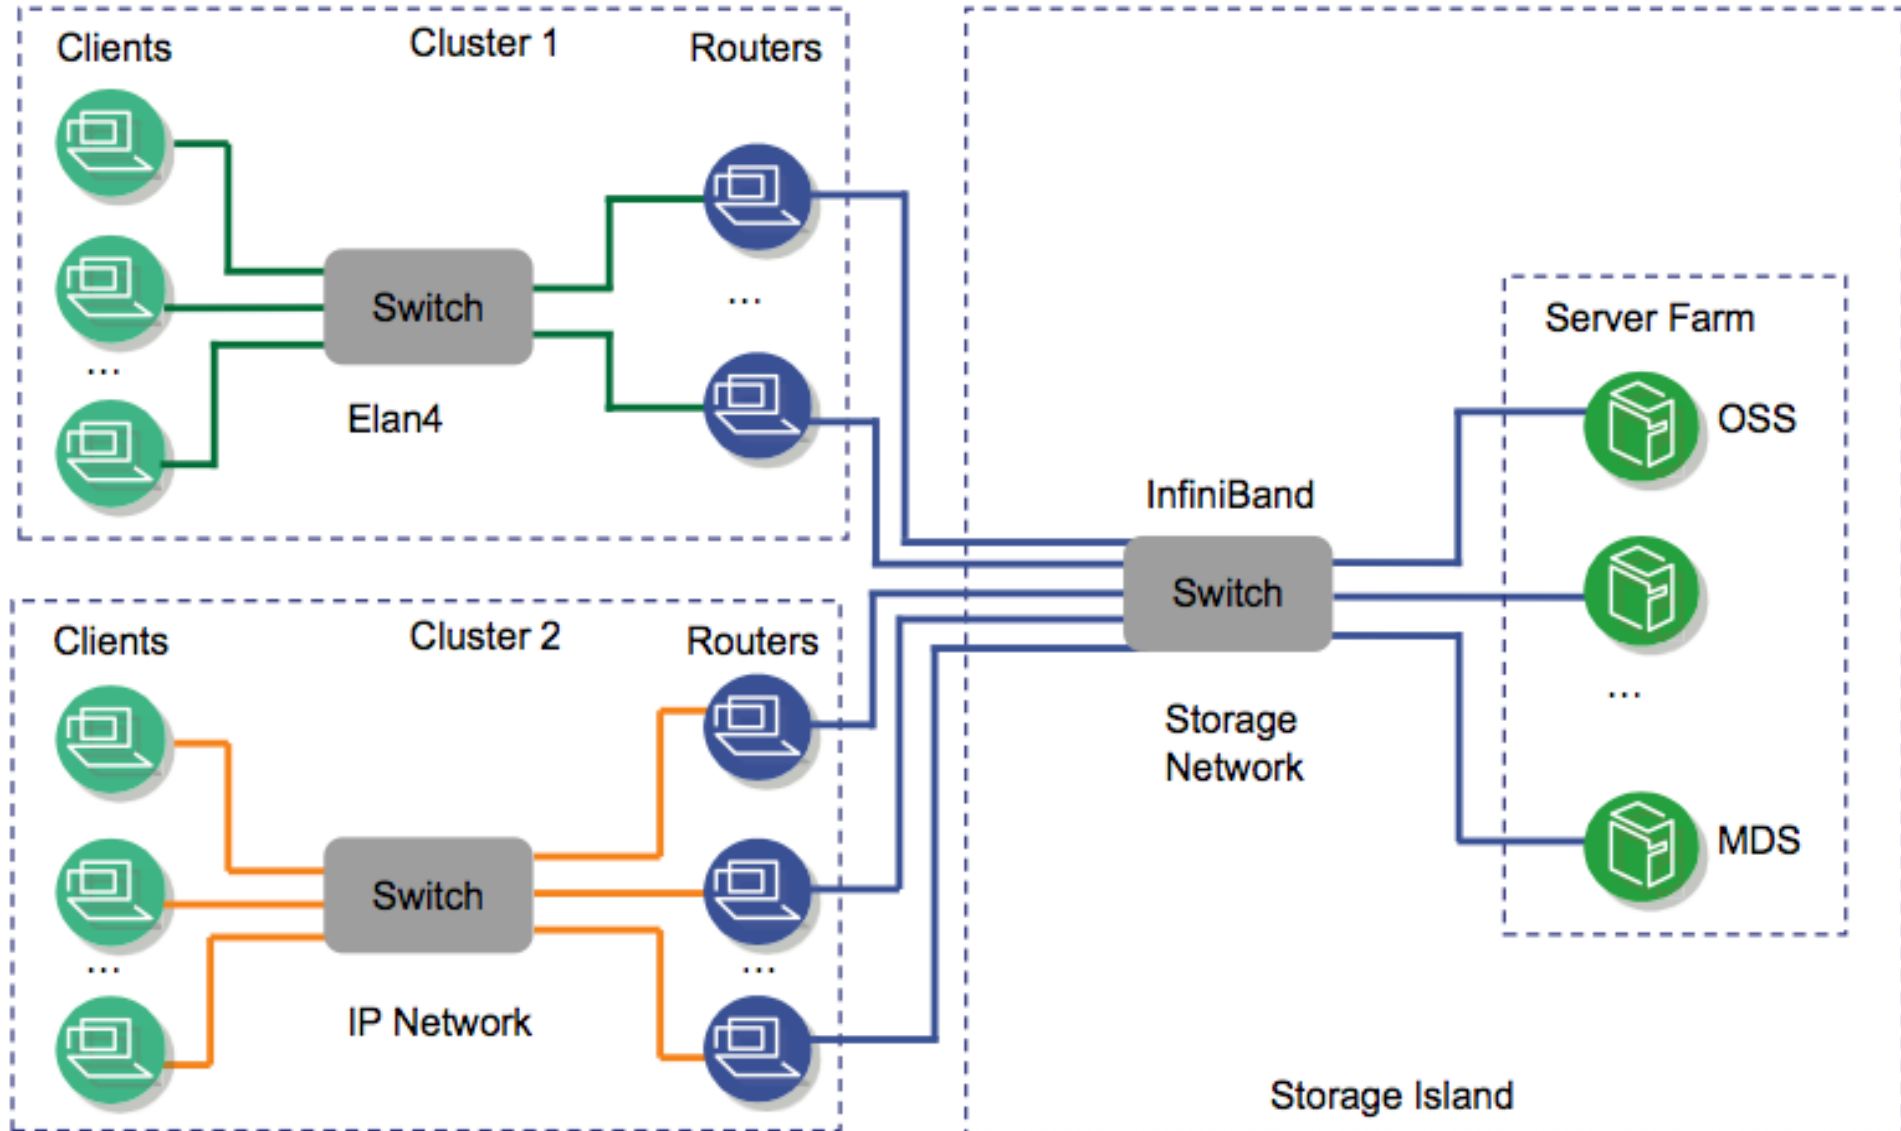 Clients
Cluster 1
Routers
Switch
...
...
Elan4
Clients
Cluster 2
Routers
Switch
...
...
IP Network
InfiniBand
Switch
Storage
Network
Server Farm
OSS
...
MDS
Storage Island